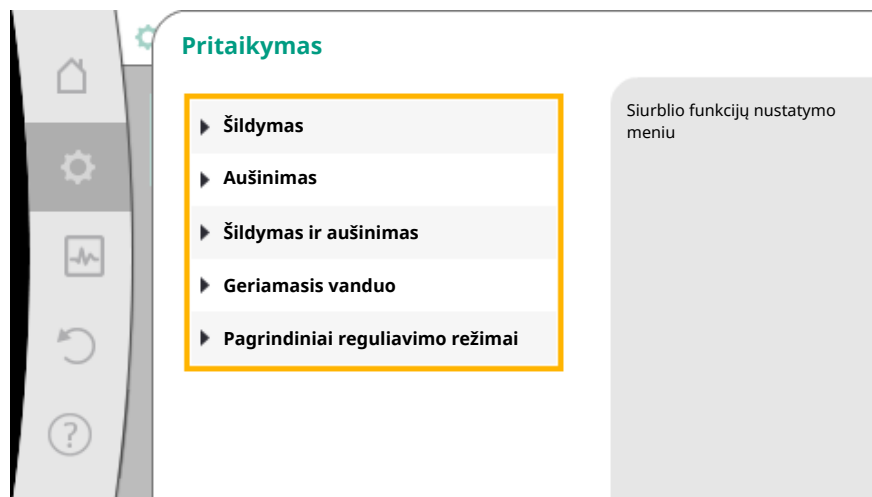 Pritaikymas
Šildymas
Aušinimas
Šildymas ir aušinimas
Geriamasis vanduo
Pagrindiniai reguliavimo režimai
Siurblio funkcijų nustatymo
meniu
?